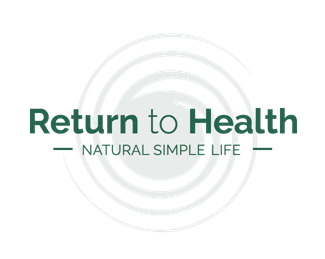 Return to Health
NATURAL SIMPLE LIFE